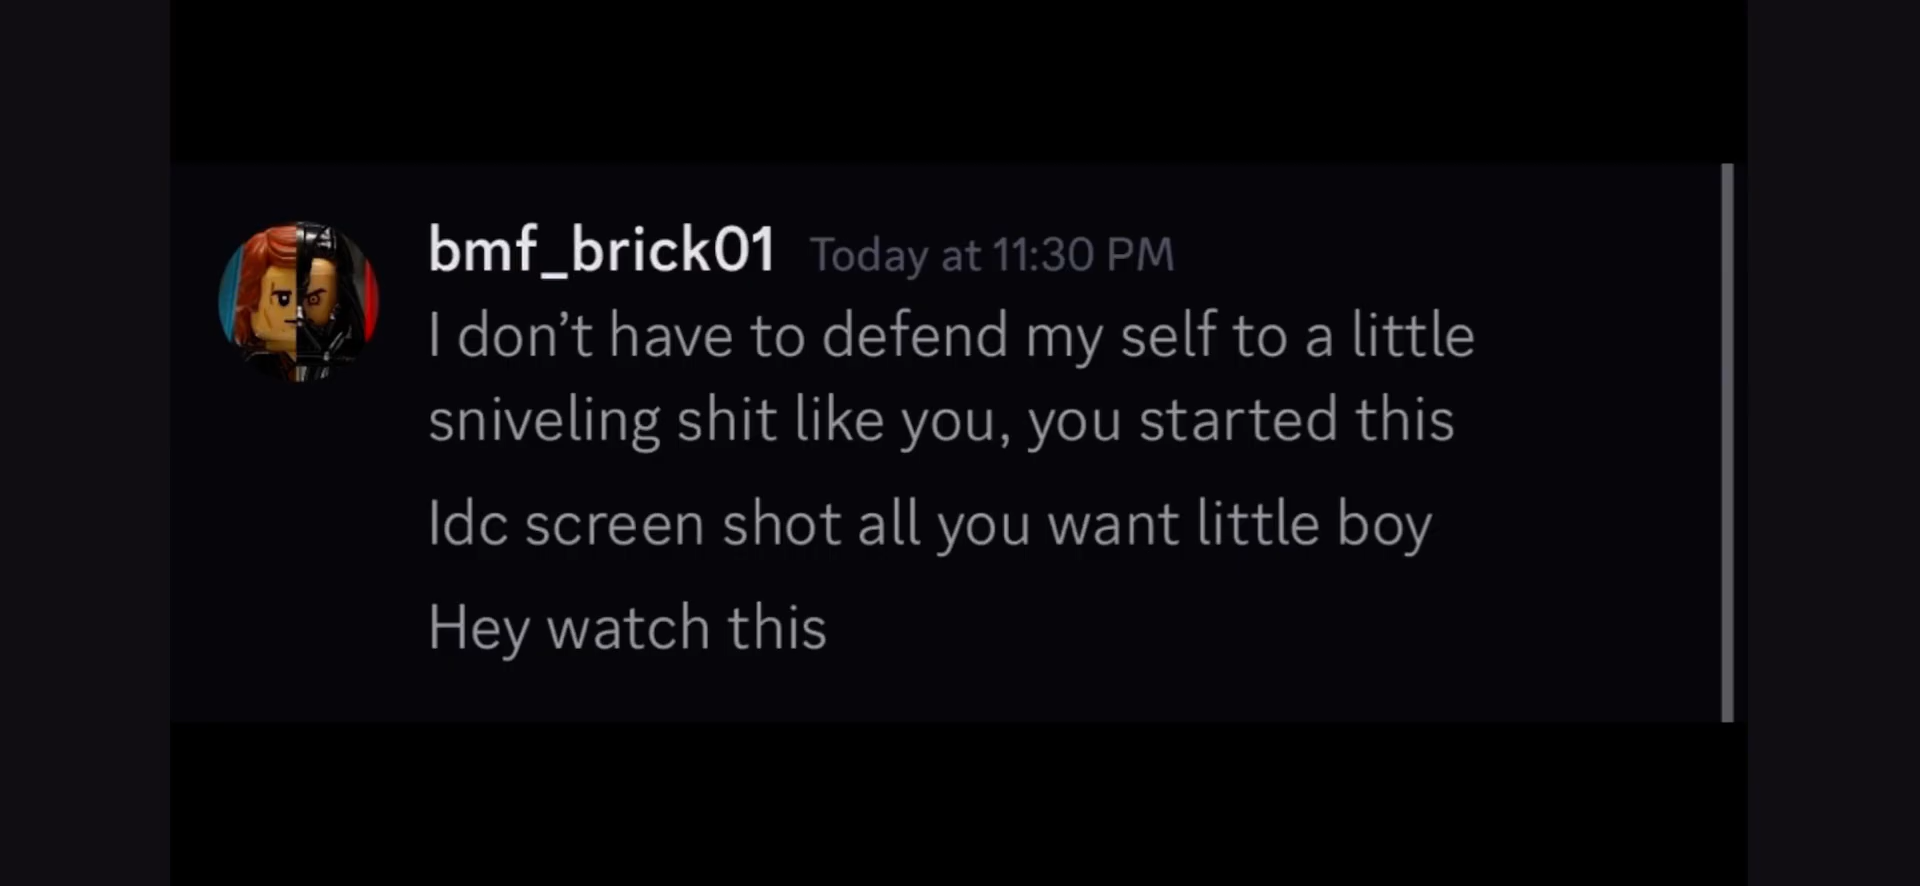 bmf_brick01 Today at 11:30 PM
I don’t have to defend my self to a little
sniveling shit like you, you started this
Idc screen shot all you want little boy
Hey watch this